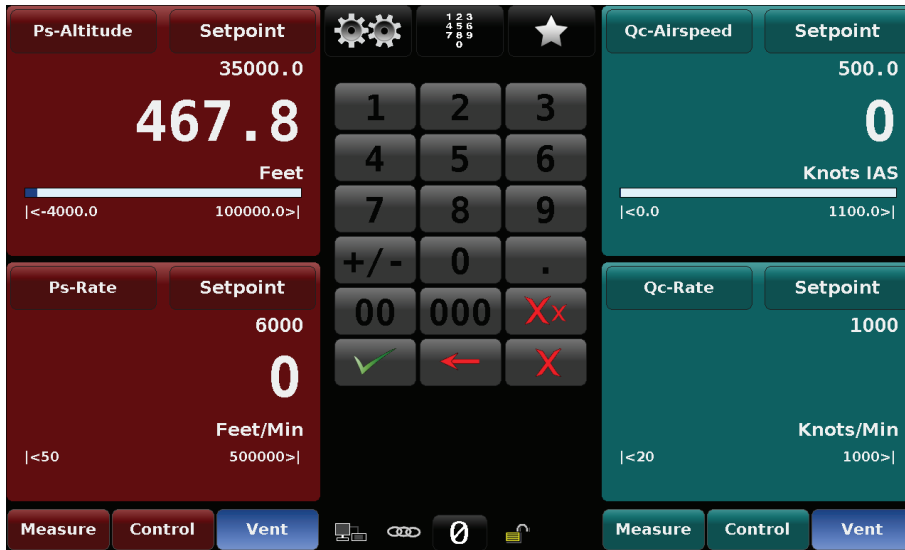 Ps-Altitude Setpoint
35000.0
467.8
Feet
|<-4000.0 100000.0>|
Ps-Rate Setpoint
6000
0
Feet/Min
|<50 500000>|
Measure Control Vent
1 2 3
4 5 6
7 8 9
0
1 2 3
4 5 6
7 8 9
+/- 0 .
00 000 Xx
X
0
Qc-Airspeed Setpoint
500.0
0
Knots IAS
|<0.0 1100.0>|
Qc-Rate Setpoint
1000
Knots/Min
|<20 1000>|
Measure Control Vent